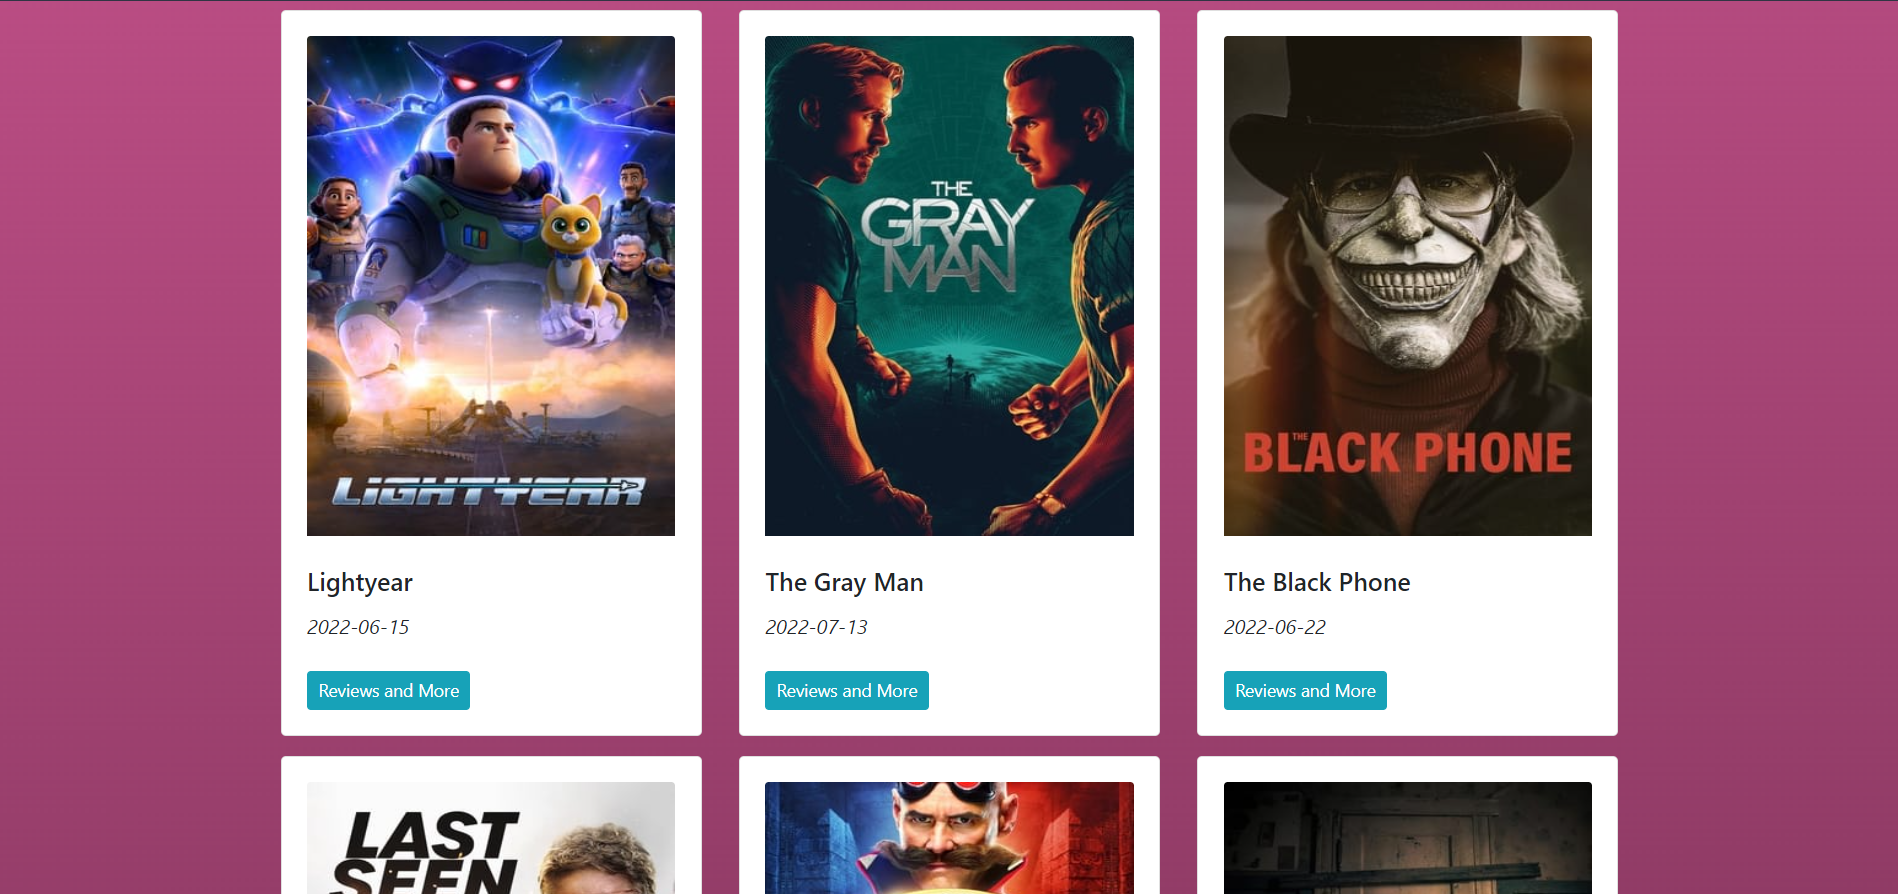 LIGHTYEAR
THE
GRAY
MAN
THE
BLACK PHONE
Lightyear
The Gray Man
The Black Phone
2022-06-15
2022-07-13
2022-06-22
Reviews and More
Reviews and More
Reviews and More
LAST
SEEN